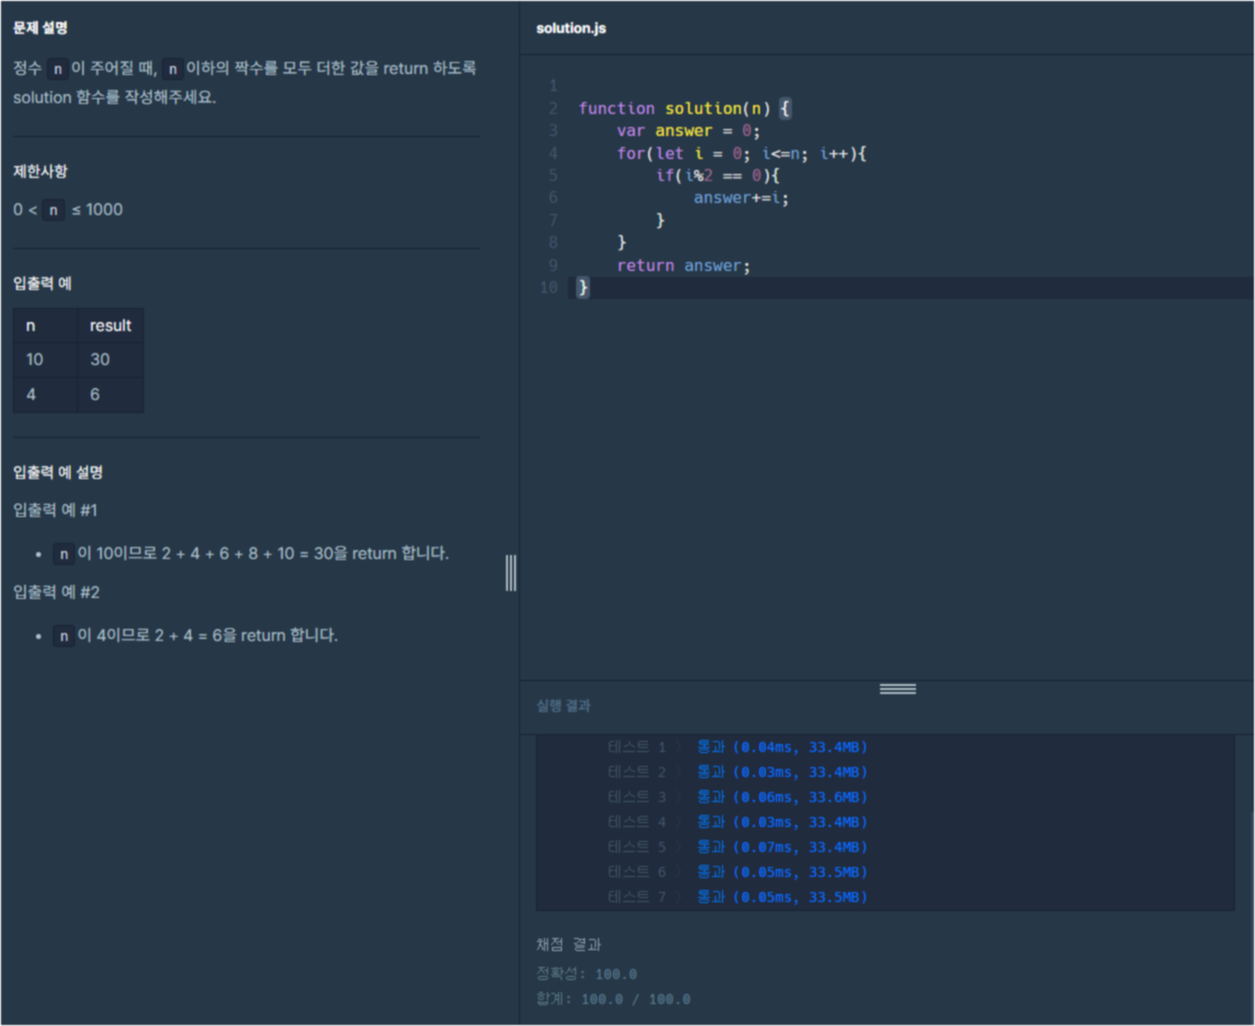 문제 설명
정수 n 이 주어질 때, n 이하의 짝수를 모두 더한 값을 return 하도록
solution 함수를 작성해주세요.
제한사항
0 < n ≤ 1000
입출력 예
n result
10 30
4 6
입출력 예 설명
입출력 예 #1
• n 이 10이므로 2 + 4 + 6 + 8 + 10 = 30을 return 합니다.
입출력 예 #2
• n 이 4이므로 2 + 4 = 6을 return 합니다.
solution.js
1
2 function solution(n) {
3     var answer = 0;
4     for(let i = 0; i<=n; i++){
5         if(i%2 == 0){
6             answer+=i;
7         }
8     }
9     return answer;
10 }
실행 결과
테스트 1 〉 통과 (0.04ms, 33.4MB)
테스트 2 〉 통과 (0.03ms, 33.4MB)
테스트 3 〉 통과 (0.06ms, 33.6MB)
테스트 4 〉 통과 (0.03ms, 33.4MB)
테스트 5 〉 통과 (0.07ms, 33.4MB)
테스트 6 〉 통과 (0.05ms, 33.5MB)
테스트 7 〉 통과 (0.05ms, 33.5MB)
채점 결과
정확성: 100.0
합계: 100.0 / 100.0